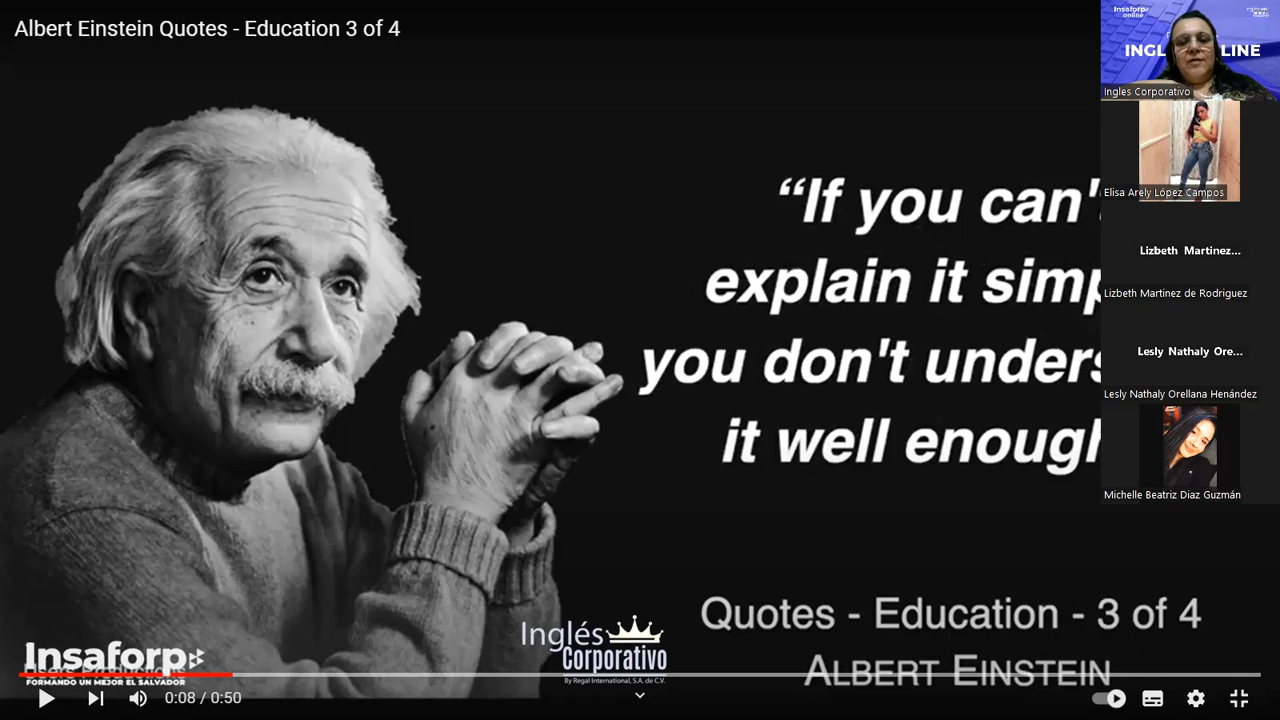 Albert Einstein Quotes - Education 3 of 4
Insaforp
online
INGL LINE
Ingles Corporativo
Elisa Arely López Campos
Lizbeth Martinez...
Lizbeth Martinez de Rodriguez
Lesly Nathaly Ore...
Lesly Nathaly Orellana Henández
Michelle Beatriz Diaz Guzmán
“If you can't
explain it simp
you don't unders
it well enough
Quotes - Education - 3 of 4
ALBERT EINSTEIN
Inglés
Corporativo
By Regal International, S.A. de C.V.
Insaforp
FORMANDO UN MEJOR EL SALVADOR
0:08 / 0:50